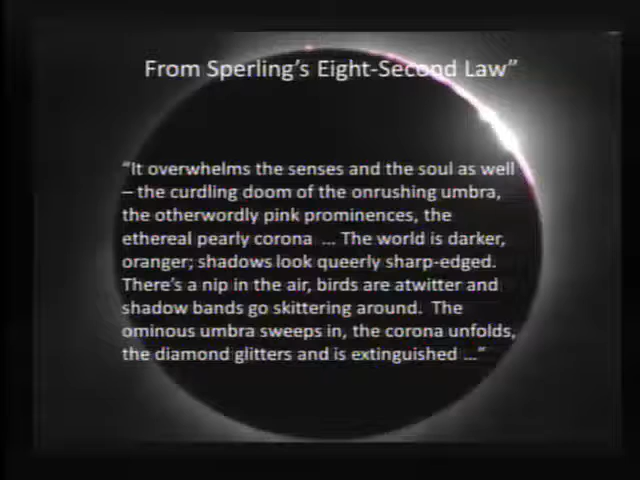 From Sperling's Eight-Second Law"
"It overwhelms the senses and the soul as well
– the curdling doom of the onrushing umbra,
the otherwordly pink prominences, the
ethereal pearly corona ... The world is darker,
oranger; shadows look queerly sharp-edged.
There's a nip in the air, birds are atwitter and
shadow bands go skittering around. The
ominous umbra sweeps in, the corona unfolds,
the diamond glitters and is extinguished ..."